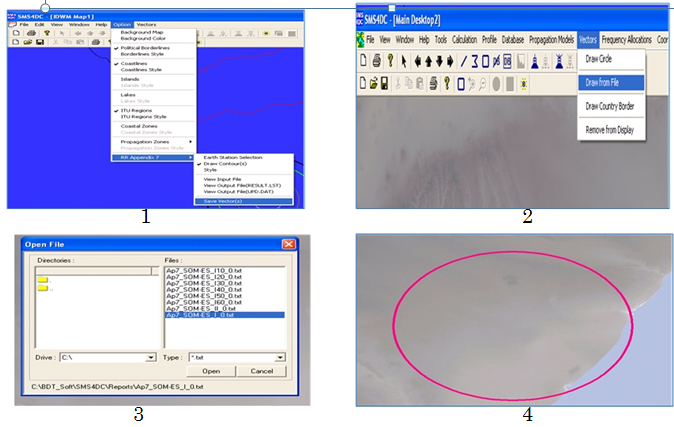 SMS4DC - [IDWM Map1]
File Edit View Window Help Option Vectors
Background Map
Background Color
Political Borderlines
Borderlines Style
Coastlines
Coastlines Style
Islands
Islands Style
Lakes
Lakes Style
ITU Regions
ITU Regions Style
Coastal Zones
Coastal Zones Style
Propagation Zones
Propagation Zones Style
RR Appendix 7
Earth Station Selection
Draw Contour(s)
Style
View Input File
View Output File(RESULT.LST)
View Output File(UPD.DAT)
Save Vector(s)
1
SMS4DC - [Main Desktop2]
File View Window Help Tools Calculation Profile Database Propagation Models Vectors Frequency Allocations Coor
DB
Draw Circle
Draw from File
Draw Country Border
Remove from Display
2
Open File
Directories :
Files :
.
..
Ap7_SOM-ES_I10_0.txt
Ap7_SOM-ES_I20_0.txt
Ap7_SOM-ES_I30_0.txt
Ap7_SOM-ES_I40_0.txt
Ap7_SOM-ES_I50_0.txt
Ap7_SOM-ES_I60_0.txt
Ap7_SOM-ES_II_0.txt
Ap7_SOM-ES_I_0.txt
Drive : C:\ Type : *.txt
Open Cancel
C:\BDT_Soft\SMS4DC\Reports\Ap7_SOM-ES_I_0.txt
3
4